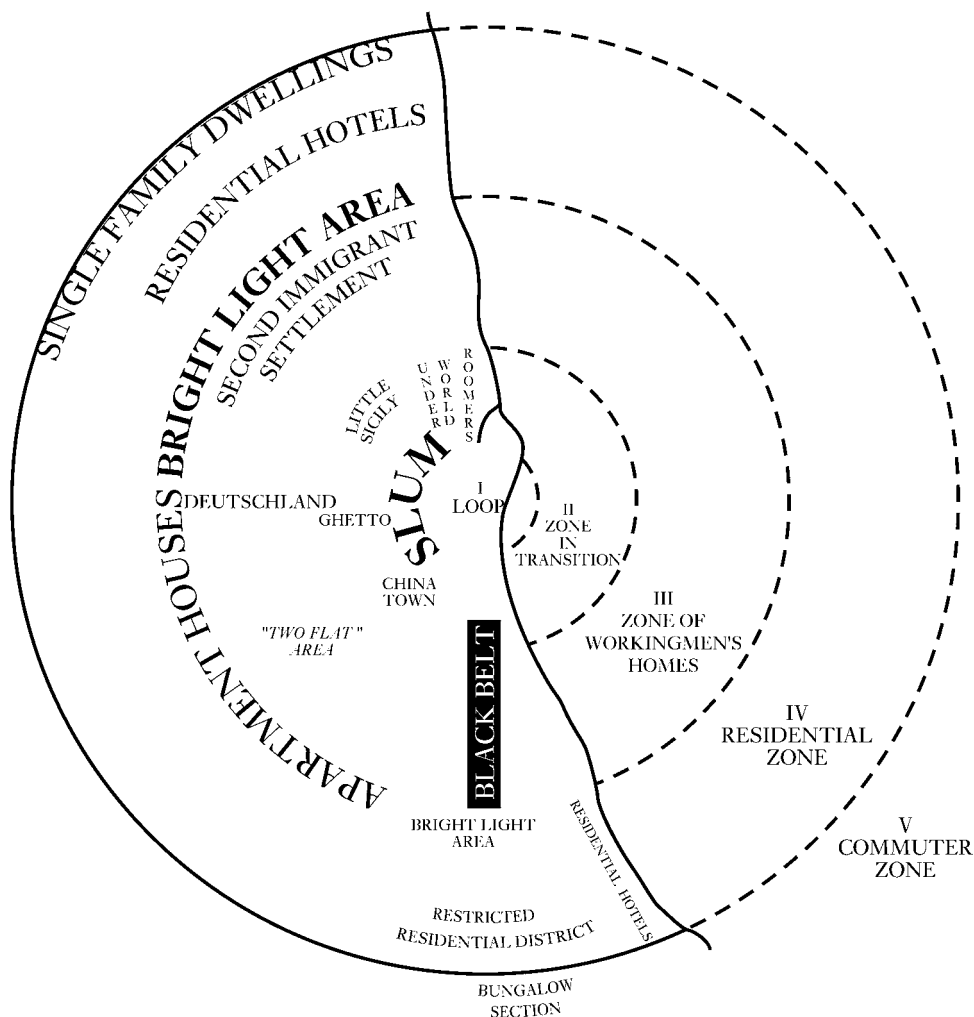 SINGLE FAMILY DWELLINGS
RESIDENTIAL HOTELS
BRIGHT LIGHT AREA
SECOND IMMIGRANT
SETTLEMENT
LITTLE
SICILY
UNDER
WORLD
ROOMERS
SLUM
I
LOOP
DEUTSCHLAND
GHETTO
II
ZONE
IN
TRANSITION
CHINA
TOWN
"TWO FLAT"
AREA
APARTMENT HOUSES
BLACK BELT
III
ZONE OF
WORKINGMEN'S
HOMES
IV
RESIDENTIAL
ZONE
BRIGHT LIGHT
AREA
RESIDENTIAL HOTELS
V
COMMUTER
ZONE
RESTRICTED
RESIDENTIAL DISTRICT
BUNGALOW
SECTION